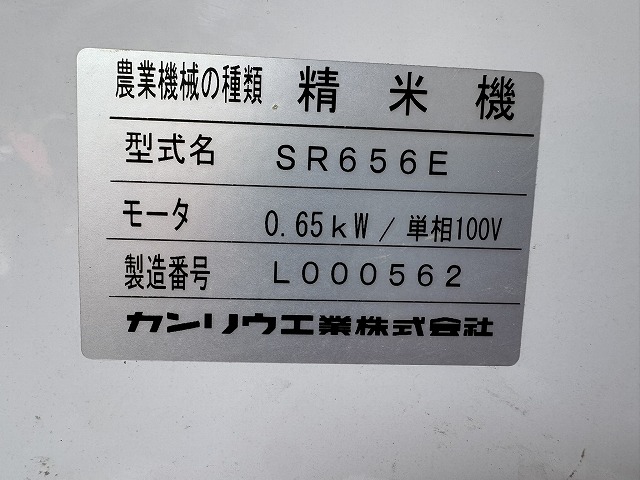 農業機械の種類 精米機
型式名 SR656E
モータ 0.65kW/単相100V
製造番号 L000562
カンリウ工業株式会社